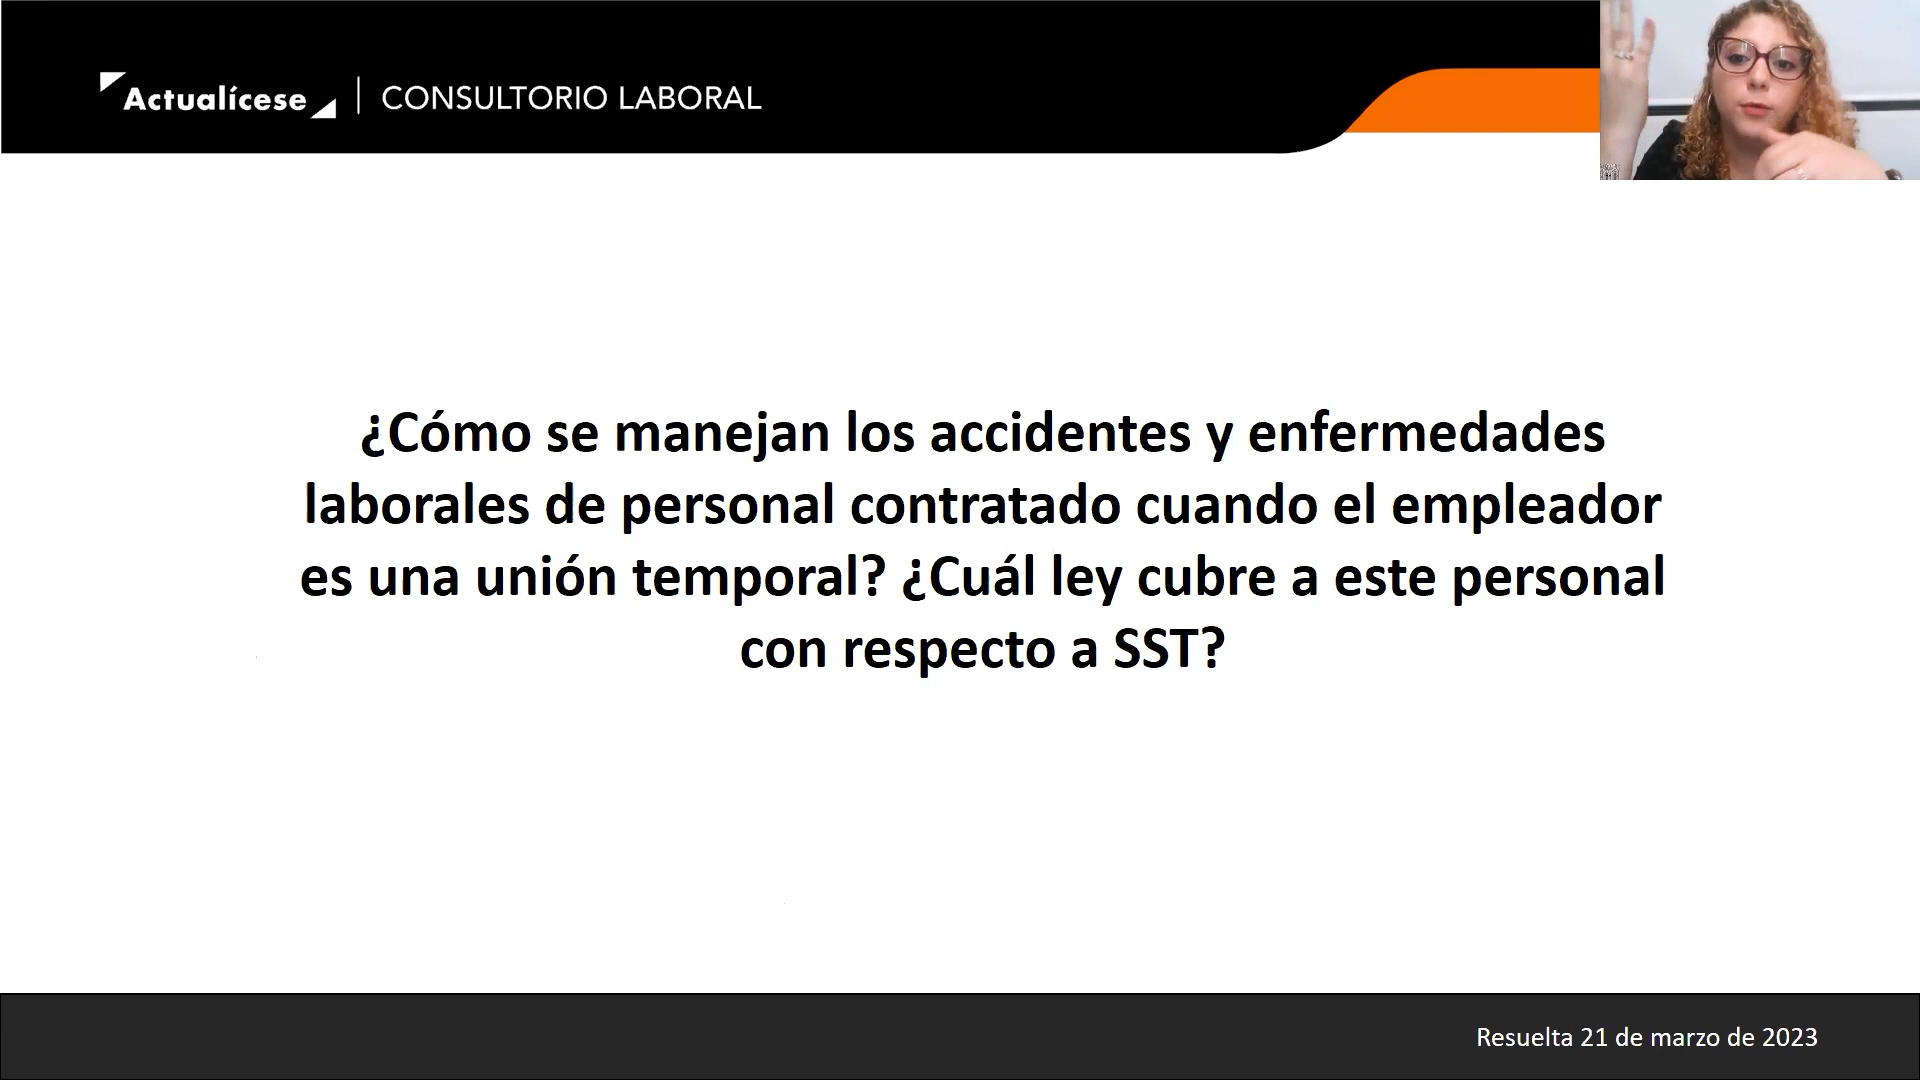 Actualícese | CONSULTORIO LABORAL
¿Cómo se manejan los accidentes y enfermedades
laborales de personal contratado cuando el empleador
es una unión temporal? ¿Cuál ley cubre a este personal
con respecto a SST?
Resuelta 21 de marzo de 2023